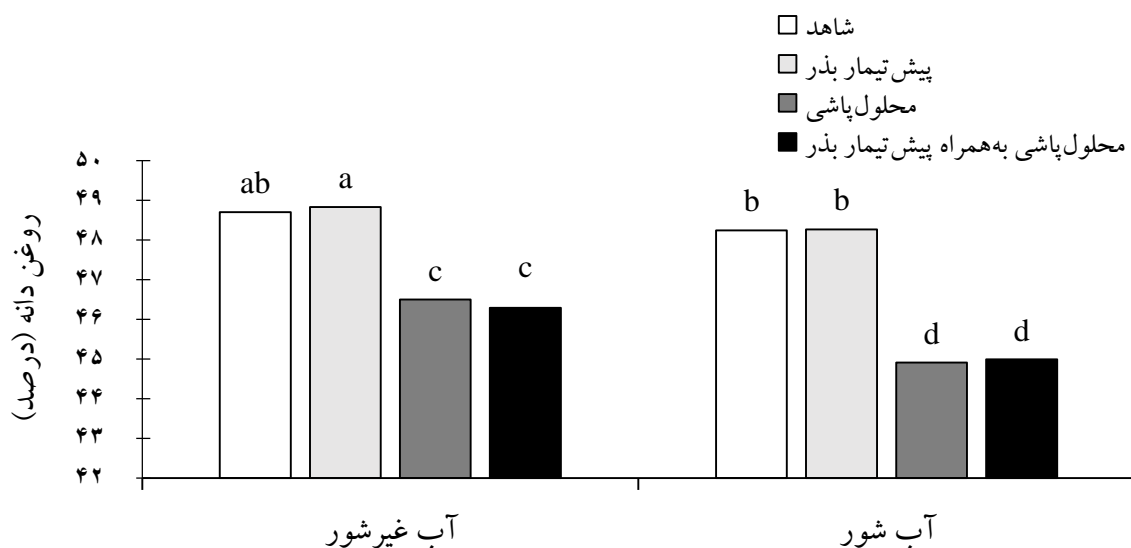 شاهد
پیش‌تیمار بذر
محلول‌پاشی
محلول‌پاشی به‌همراه پیش‌تیمار بذر
روغن دانه (درصد)
۵۰
۴۹
۴۸
۴۷
۴۶
۴۵
۴۴
۴۳
۴۲
ab a c c b b d d
آب غیرشور آب شور